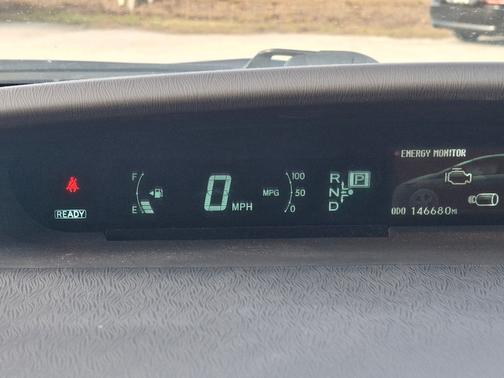 READY
F
E
0 MPH
MPG
100
50
0
R
N
D
P
ENERGY MONITOR
ODO 146680MI